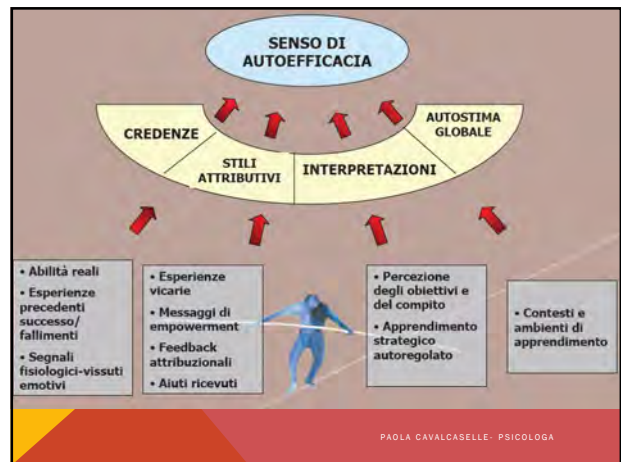 SENSO DI
AUTOEFFICACIA
CREDENZE
STILI
ATTRIBUTIVI
INTERPRETAZIONI
AUTOSTIMA
GLOBALE
• Abilità reali
• Esperienze
precedenti
successo/
fallimenti
• Segnali
fisiologici-vissuti
emotivi
• Esperienze
vicarie
• Messaggi di
empowerment
• Feedback
attribuzionali
• Aiuti ricevuti
• Percezione
degli obiettivi e
del compito
• Apprendimento
strategico
autoregolato
• Contesti e
ambienti di
apprendimento
PAOLA CAVALCASELLE- PSICOLOGA